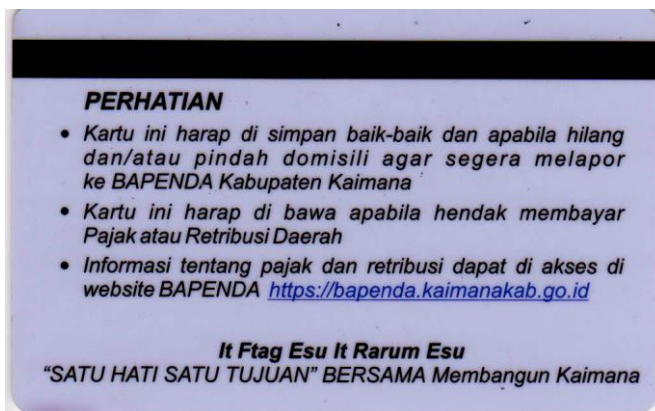 PERHATIAN
• Kartu ini harap di simpan baik-baik dan apabila hilang
dan/atau pindah domisili agar segera melapor
ke BAPENDA Kabupaten Kaimana
• Kartu ini harap di bawa apabila hendak membayar
Pajak atau Retribusi Daerah
• Informasi tentang pajak dan retribusi dapat di akses di
website BAPENDA https://bapenda.kaimanakab.go.id
It Ftag Esu It Rarum Esu
“SATU HATI SATU TUJUAN” BERSAMA Membangun Kaimana